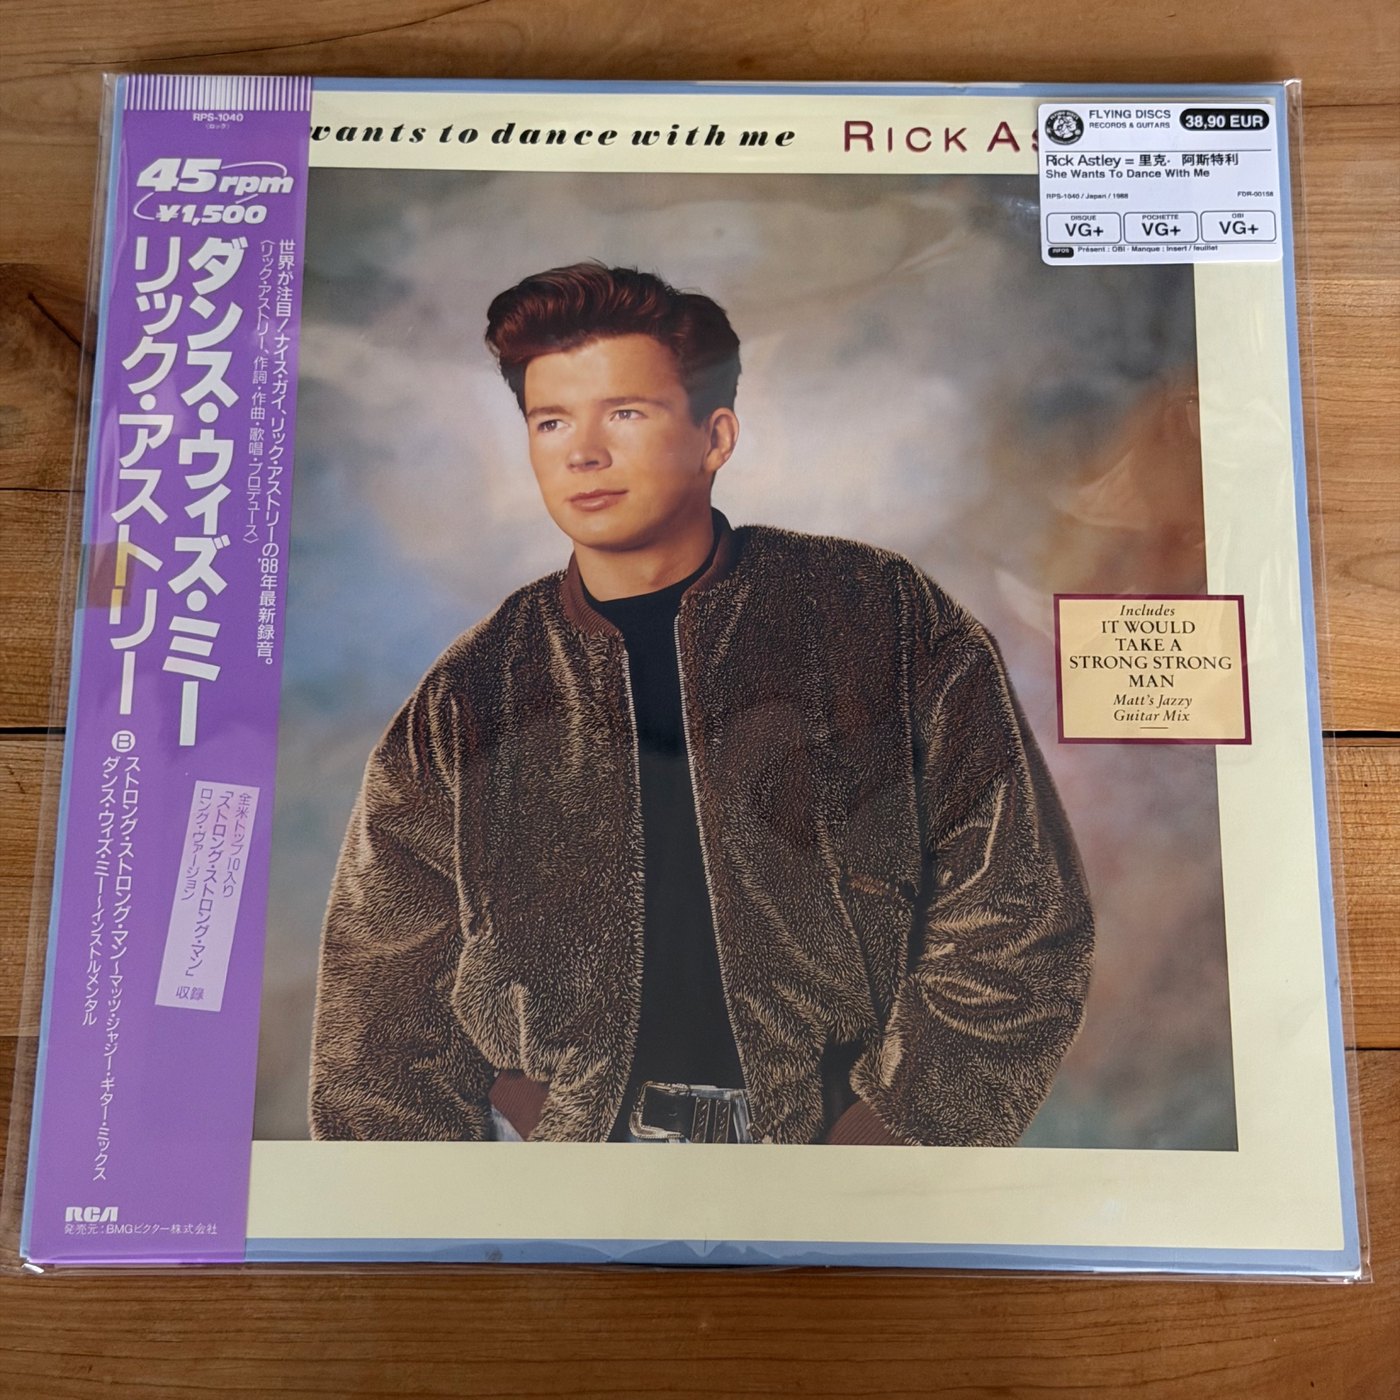 RPS-1040
(ロック)
45 rpm
¥1,500
世界が注目!ナイス・ガイ、リック・アストリーの'88年最新録音。
(リック・アストリー、作詞・作曲・歌唱・プロデュース)
ダンス・ウィズ・ミー
リック・アストリー
Ⓑ ストロング・ストロング・マン~マッツ・ジャジー・ギター・ミックス
ダンス・ウィズ・ミー~インストルメンタル
全米トップ10入り
「ストロング・ストロング・マン」
ロング・ヴァージョン
収録
RCA
発売元:BMGビクター株式会社
wants to dance with me RICK AS
FLYING DISCS
RECORDS & GUITARS
38,90 EUR
Rick Astley = 里克· 阿斯特利
She Wants To Dance With Me
RPS-1040 / Japan / 1988
FDR-00158
DISQUE
VG+
POCHETTE
VG+
OBI
VG+
INFOS Présent : OBI - Manque : Insert / feuillet
Includes
IT WOULD
TAKE A
STRONG STRONG
MAN
Matt's Jazzy
Guitar Mix